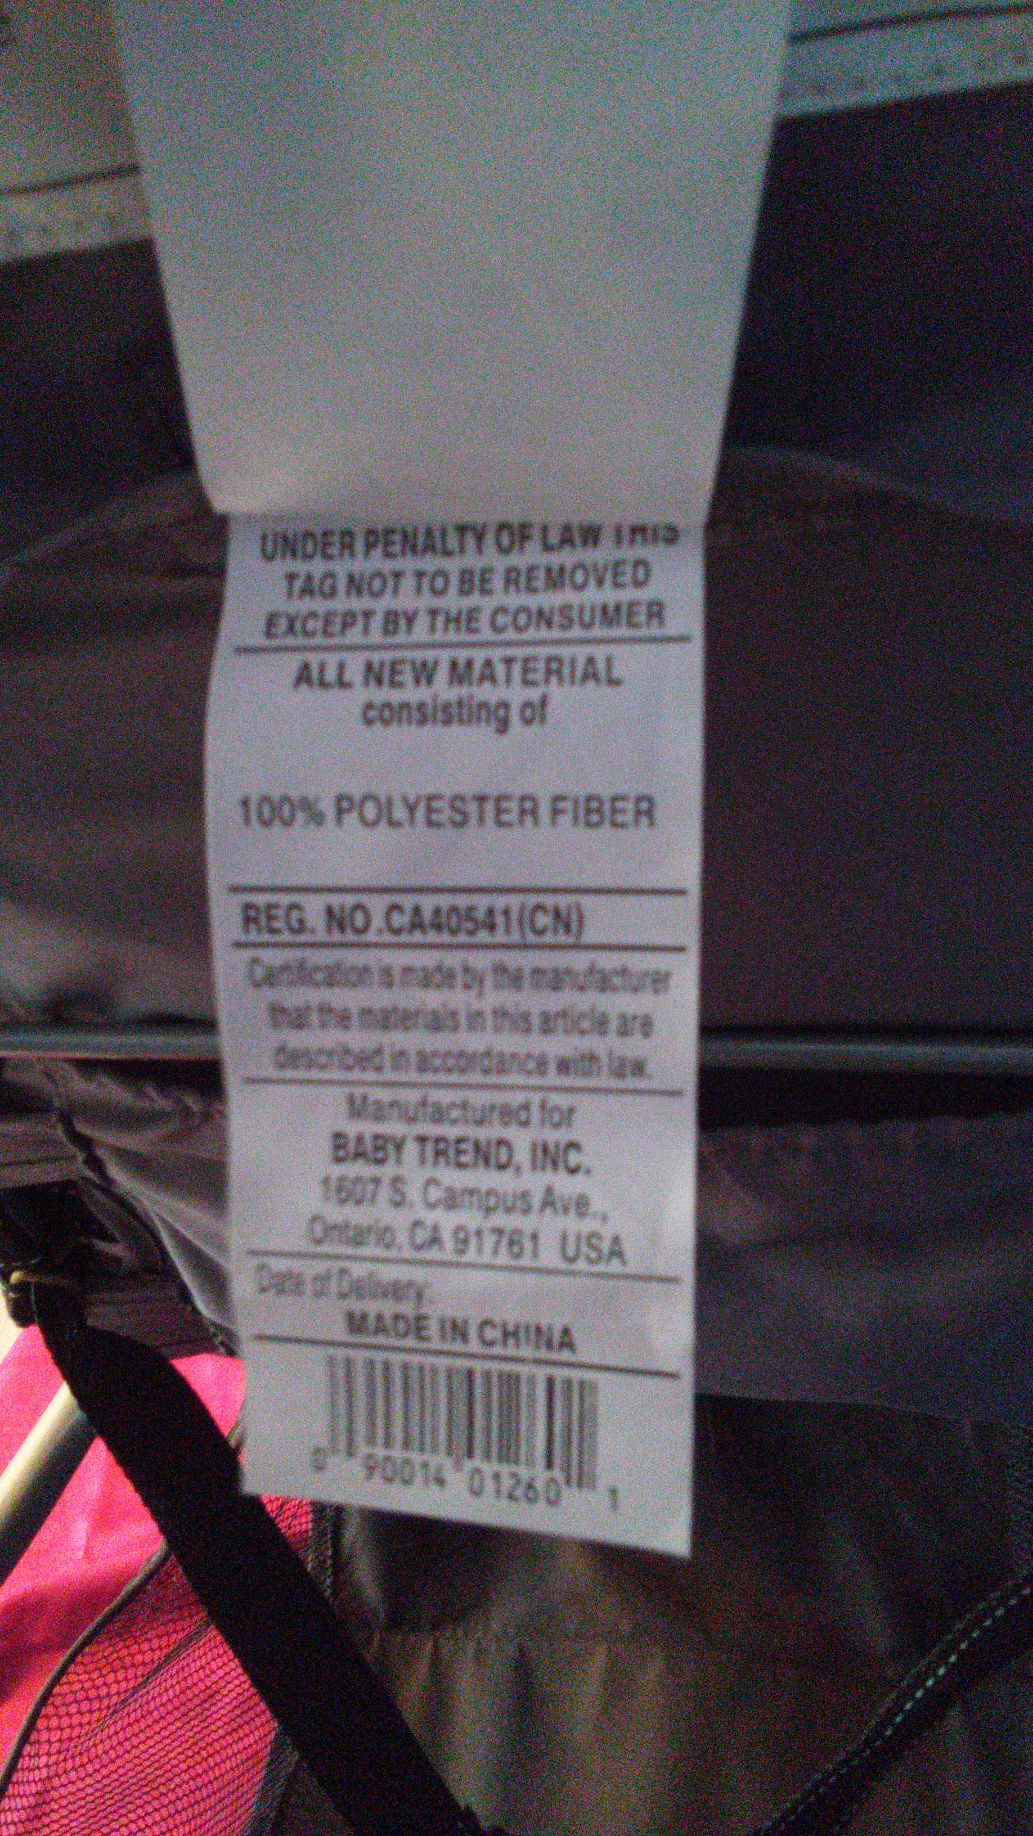 UNDER PENALTY OF LAW THIS
TAG NOT TO BE REMOVED
EXCEPT BY THE CONSUMER
ALL NEW MATERIAL
consisting of
100% POLYESTER FIBER
REG. NO.CA40541(CN)
Certification is made by the manufacturer
that the materials in this article are
described in accordance with law.
Manufactured for
BABY TREND, INC.
1607 S. Campus Ave.,
Ontario, CA 91761 USA
Date of Delivery:
MADE IN CHINA
0 90014 01260 1